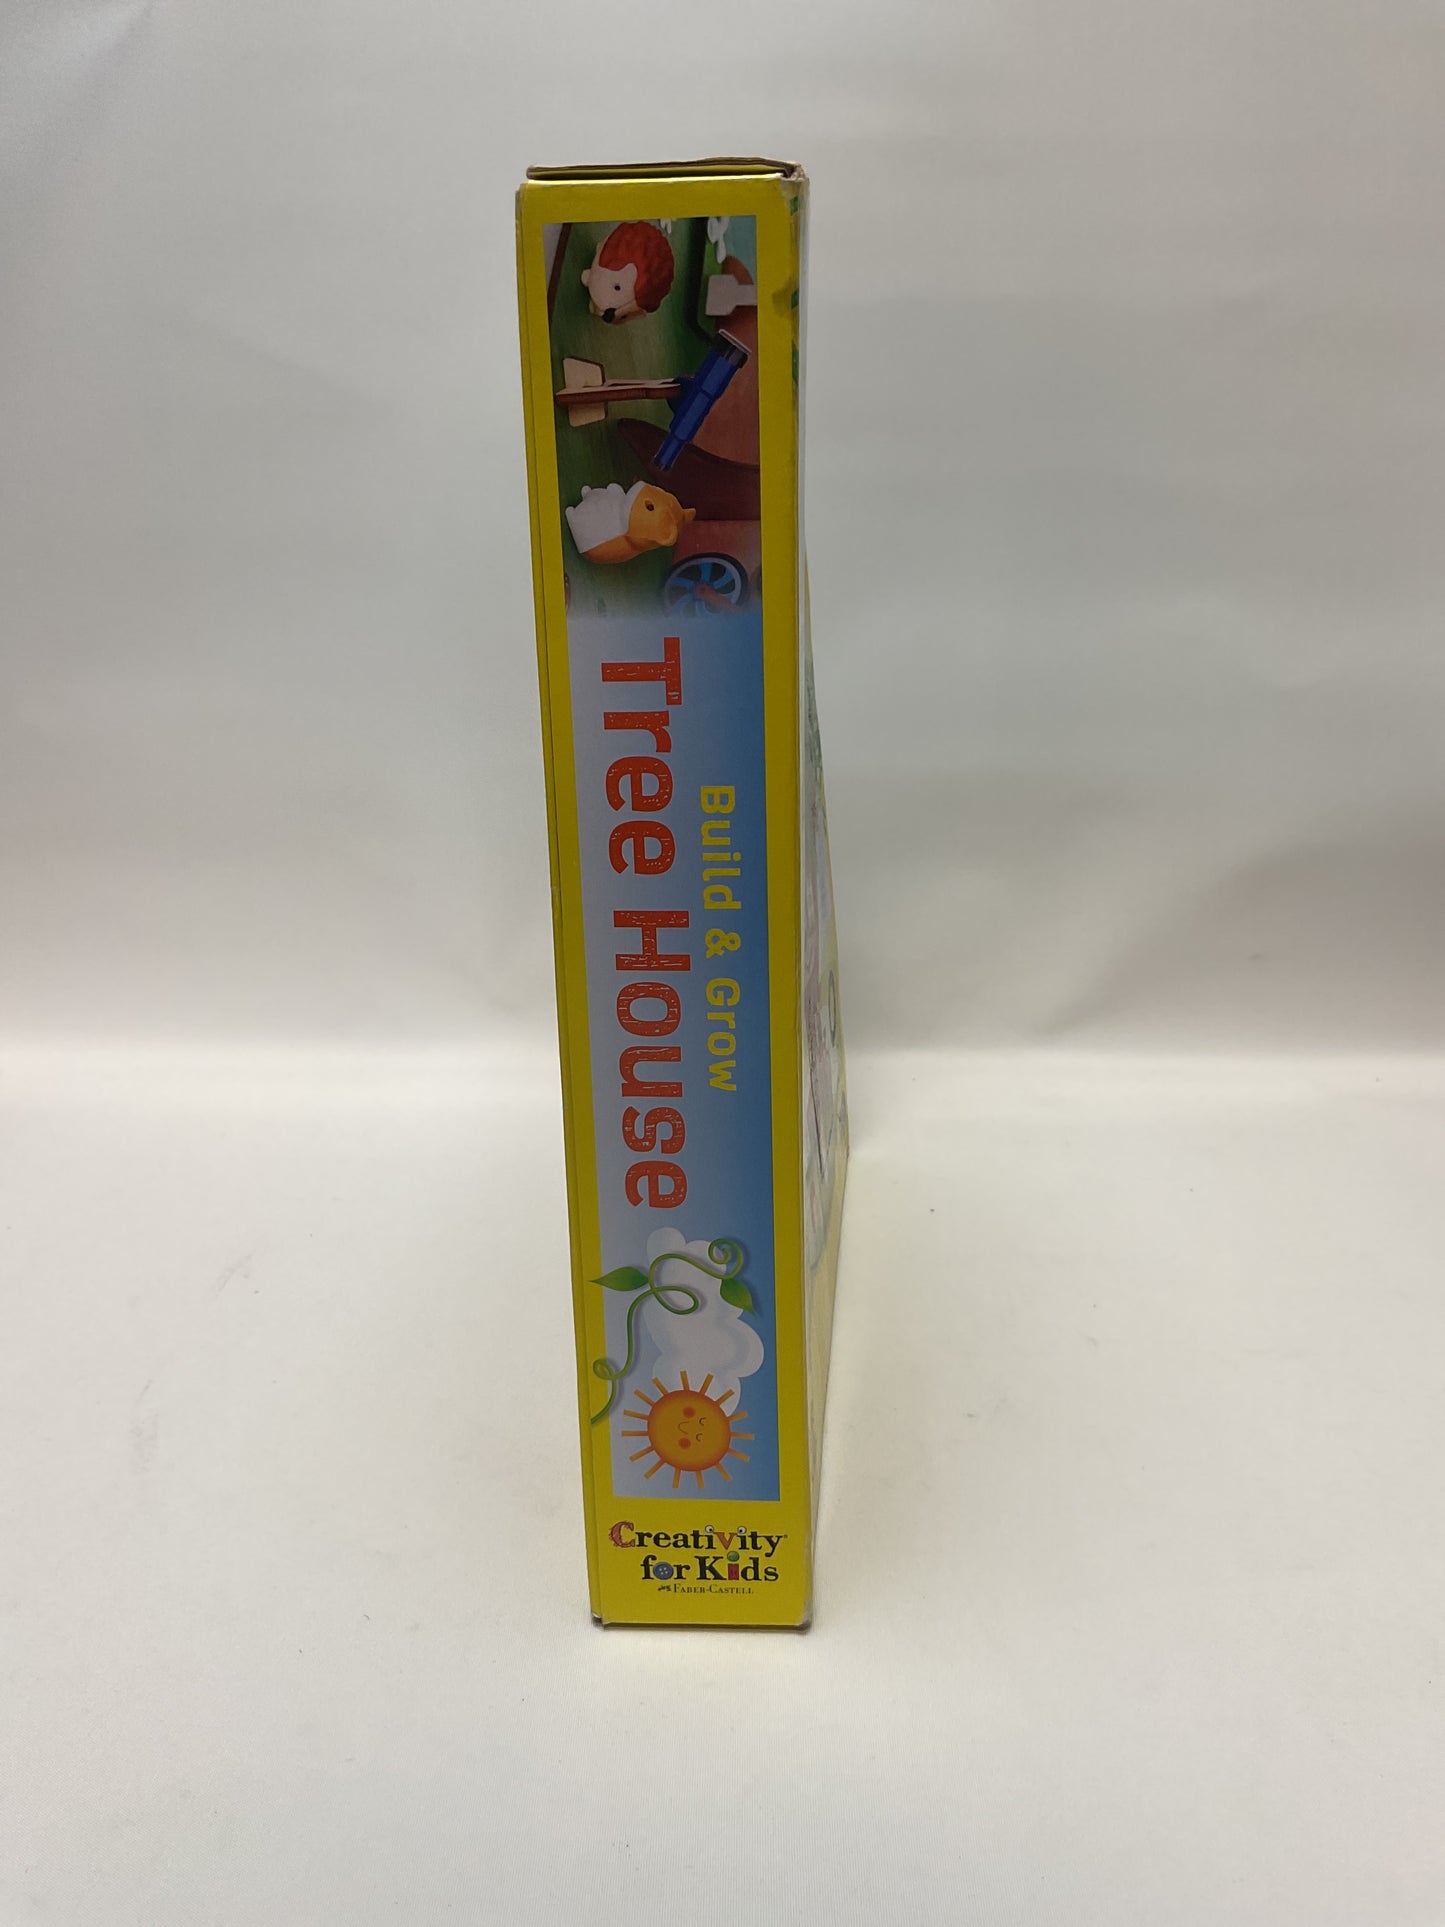 Build & Grow
Tree House
Creativity®
for Kids
Faber-Castell